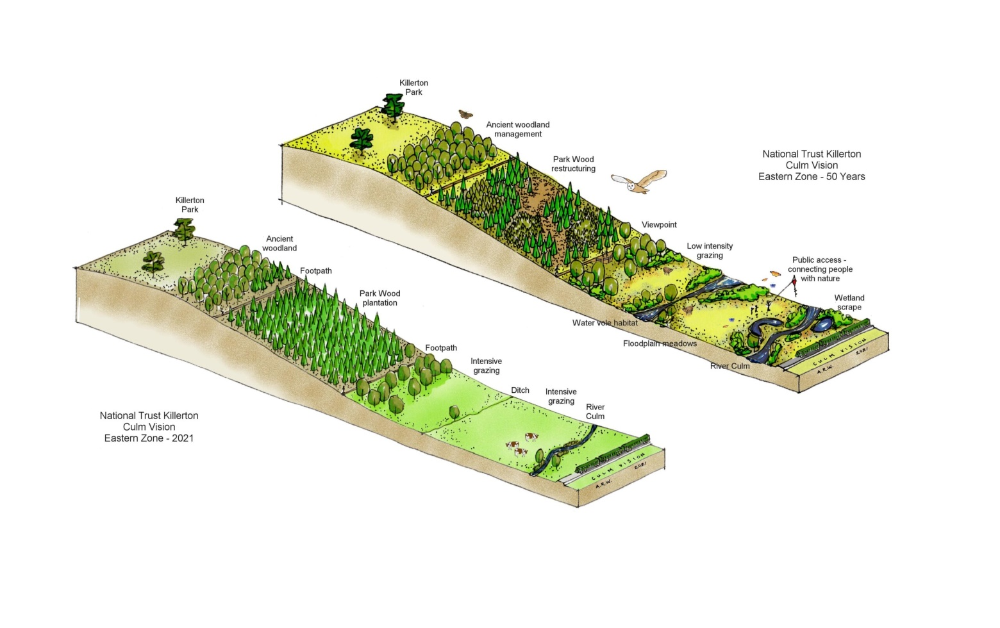 Killerton
Park
Ancient woodland
management
Park Wood
restructuring
National Trust Killerton
Culm Vision
Eastern Zone - 50 Years
Viewpoint
Low intensity
grazing
Public access -
connecting people
with nature
Wetland
scrape
Water vole habitat
Floodplain meadows
River Culm
CULM VISION
A.R.W. 2021
Killerton
Park
Ancient
woodland
Footpath
Park Wood
plantation
Footpath
Intensive
grazing
Ditch
Intensive
grazing
River
Culm
National Trust Killerton
Culm Vision
Eastern Zone - 2021
CULM VISION
A.R.W. 2021